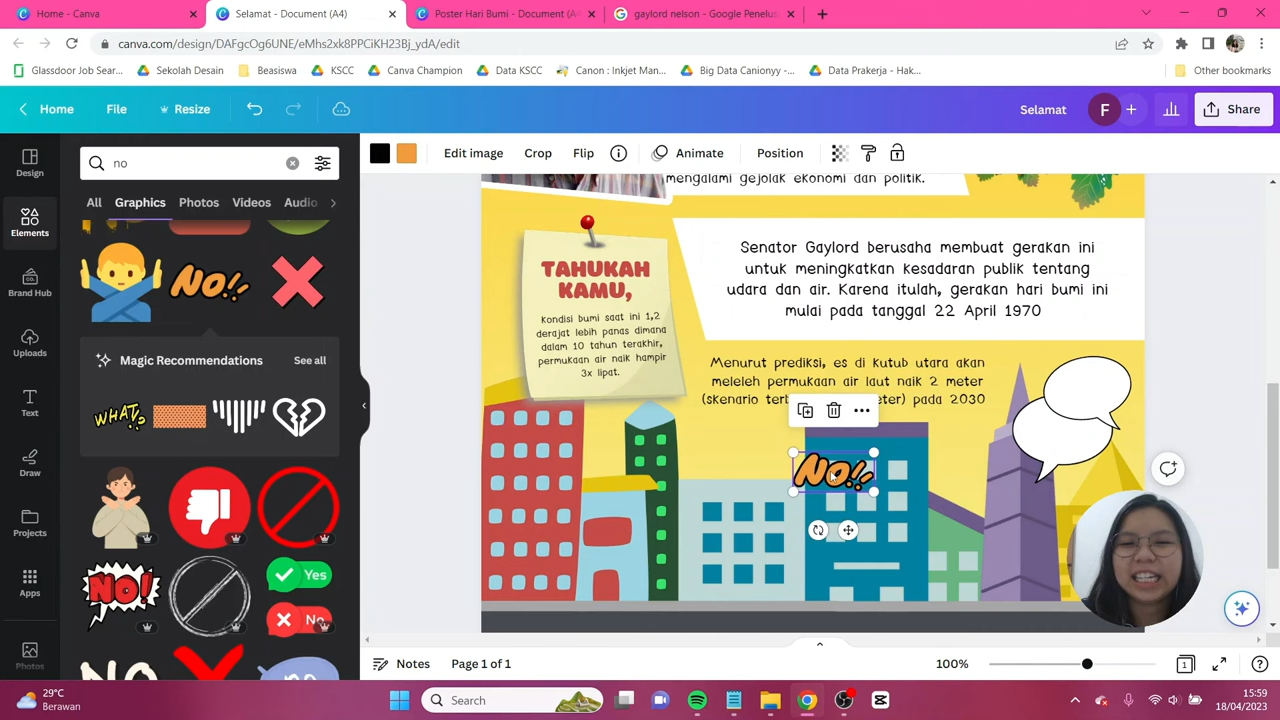 Home - Canva
Selamat - Document (A4)
Poster Hari Bumi - Document (A4
gaylord nelson - Google Penelus
canva.com/design/DAFgcOg6UNE/eMhs2xk8PPCiKH23Bj_ydA/edit
Glassdoor Job Sear...
Sekolah Desain
Beasiswa
KSCC
Canva Champion
Data KSCC
Canon : Inkjet Man...
Big Data Canionyy -...
Data Prakerja - Hak...
Other bookmarks
Home
File
Resize
Selamat
F
Share
Design
Elements
Brand Hub
Uploads
Text
Draw
Projects
Apps
Photos
no
All
Graphics
Photos
Videos
Audio
NO!!
Magic Recommendations
See all
WHAT?
NO!
Yes
No
NO
Edit image
Crop
Flip
Animate
Position
mengalami gejolak ekonomi dan politik.
Senator Gaylord berusaha membuat gerakan ini
untuk meningkatkan kesadaran publik tentang
udara dan air. Karena itulah, gerakan hari bumi ini
mulai pada tanggal 22 April 1970
TAHUKAH
KAMU,
Kondisi bumi saat ini 1,2
derajat lebih panas dimana
dalam 10 tahun terakhir,
permukaan air naik hampir
3x lipat.
Menurut prediksi, es di kutub utara akan
meleleh permukaan air laut naik 2 meter
(skenario pada 2030
NO!!
Notes
Page 1 of 1
100%
1
29°C
Berawan
Search
15:59
18/04/2023